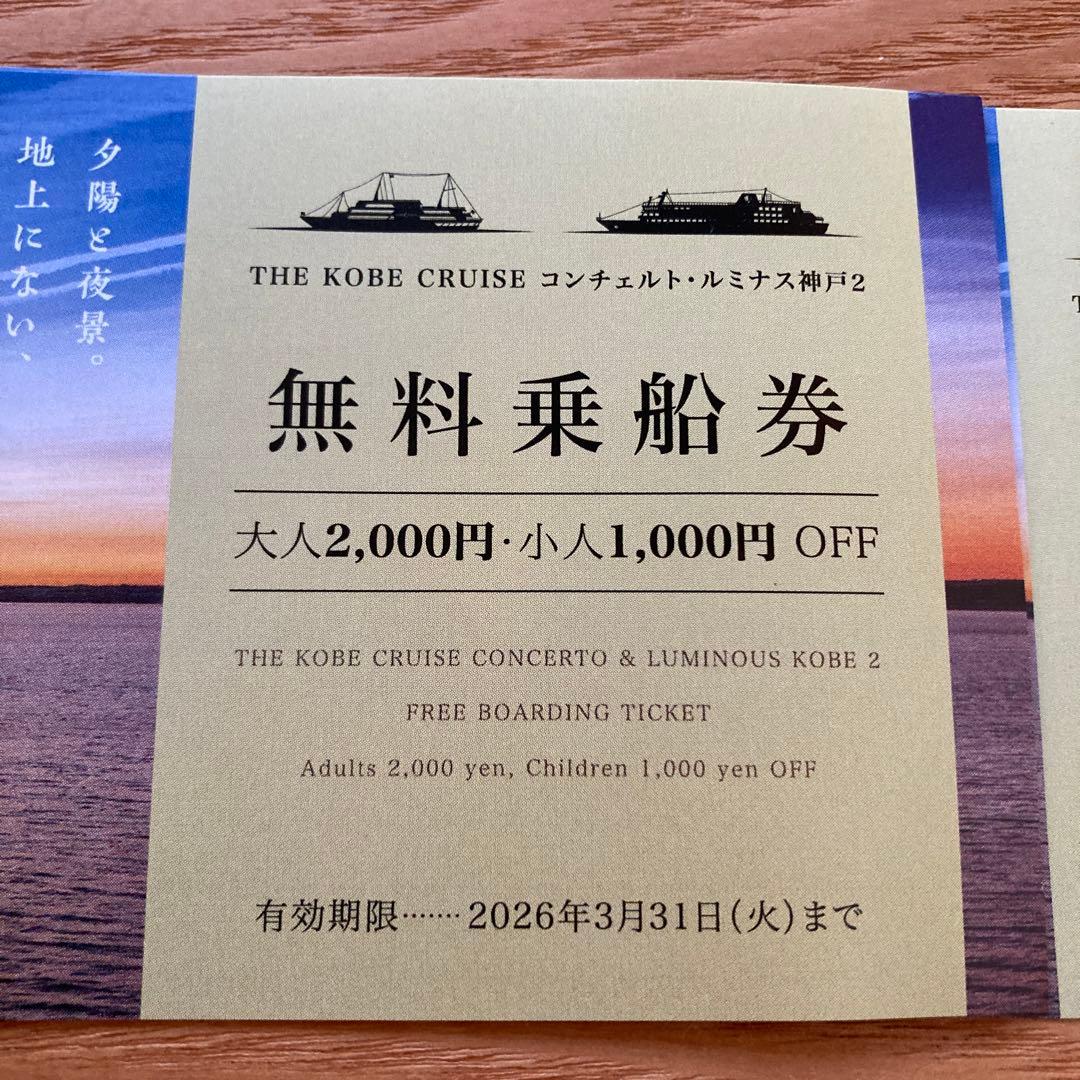 夕陽と夜景。
地上にない、
THE KOBE CRUISE コンチェルト・ルミナス神戸2
無料乗船券
大人2,000円・小人1,000円 OFF
THE KOBE CRUISE CONCERTO & LUMINOUS KOBE 2
FREE BOARDING TICKET
Adults 2,000 yen, Children 1,000 yen OFF
有効期限……2026年3月31日(火)まで
T